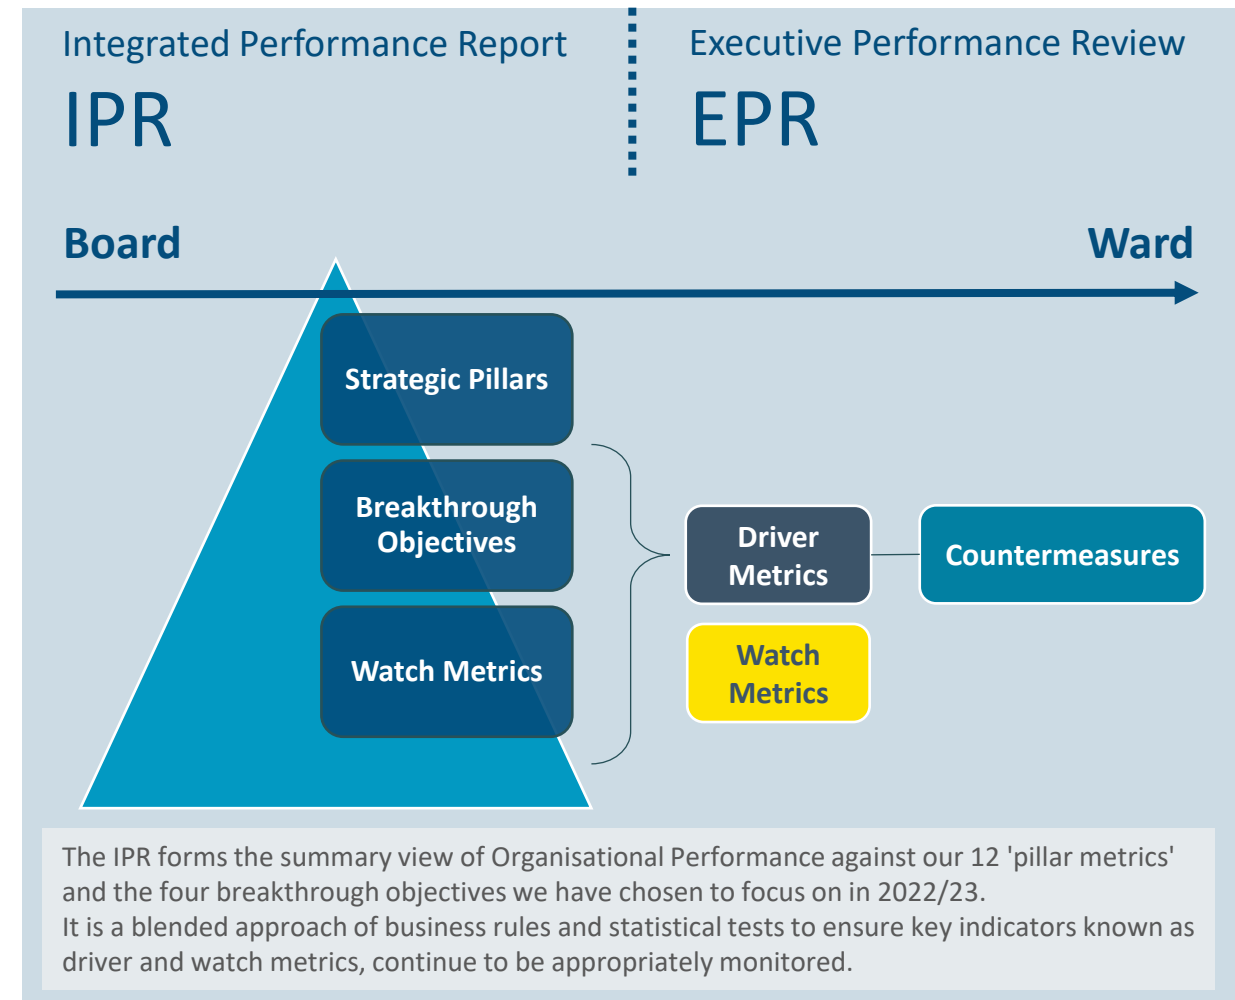 Integrated Performance Report
IPR
Executive Performance Review
EPR
Board
Ward
Strategic Pillars
Breakthrough
Objectives
Watch Metrics
Driver
Metrics
Countermeasures
Watch
Metrics
The IPR forms the summary view of Organisational Performance against our 12 'pillar metrics'
and the four breakthrough objectives we have chosen to focus on in 2022/23.
It is a blended approach of business rules and statistical tests to ensure key indicators known as
driver and watch metrics, continue to be appropriately monitored.